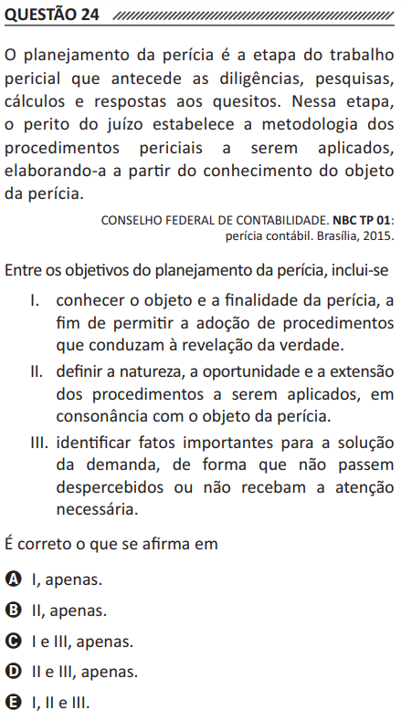 QUESTÃO 24
O planejamento da perícia é a etapa do trabalho
pericial que antecede as diligências, pesquisas,
cálculos e respostas aos quesitos. Nessa etapa,
o perito do juízo estabelece a metodologia dos
procedimentos periciais a serem aplicados,
elaborando-a a partir do conhecimento do objeto
da perícia.
CONSELHO FEDERAL DE CONTABILIDADE. NBC TP 01:
perícia contábil. Brasília, 2015.
Entre os objetivos do planejamento da perícia, inclui-se
I. conhecer o objeto e a finalidade da perícia, a
fim de permitir a adoção de procedimentos
que conduzam à revelação da verdade.
II. definir a natureza, a oportunidade e a extensão
dos procedimentos a serem aplicados, em
consonância com o objeto da perícia.
III. identificar fatos importantes para a solução
da demanda, de forma que não passem
despercebidos ou não recebam a atenção
necessária.
É correto o que se afirma em
A I, apenas.
B II, apenas.
C I e III, apenas.
D II e III, apenas.
E I, II e III.